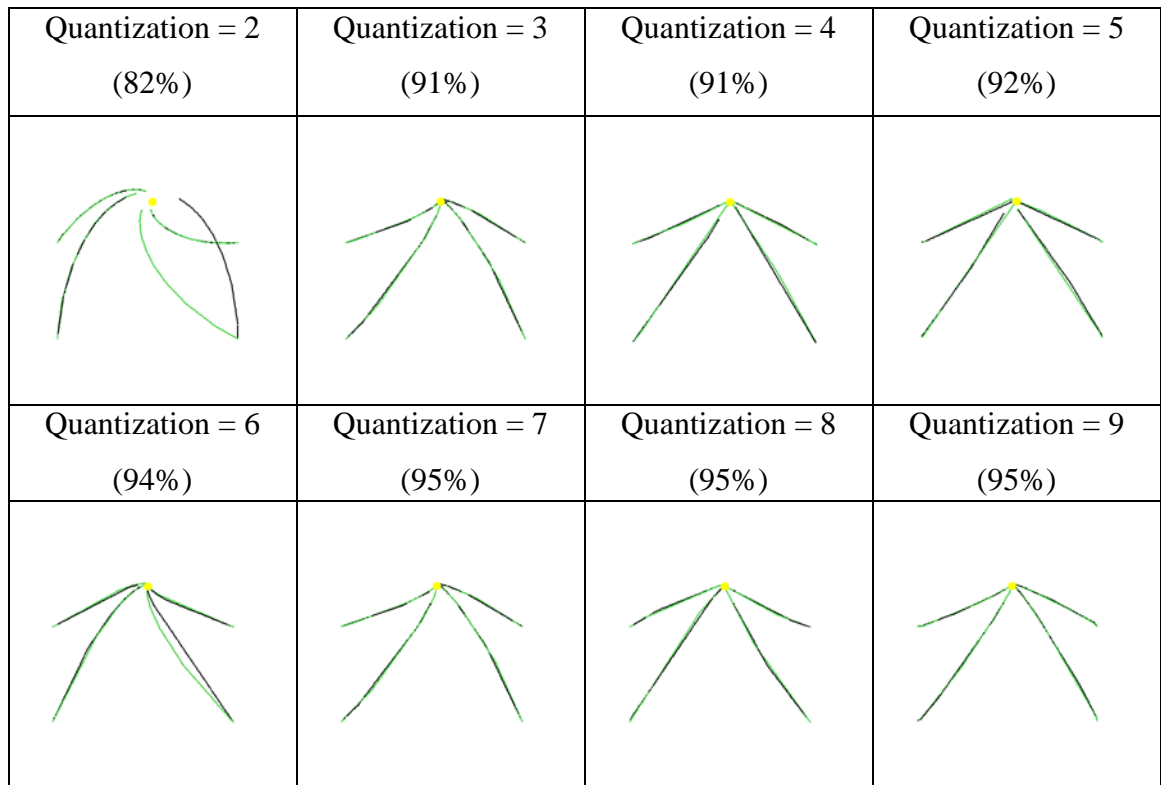 Quantization = 2
(82%)
Quantization = 3
(91%)
Quantization = 4
(91%)
Quantization = 5
(92%)
Quantization = 6
(94%)
Quantization = 7
(95%)
Quantization = 8
(95%)
Quantization = 9
(95%)